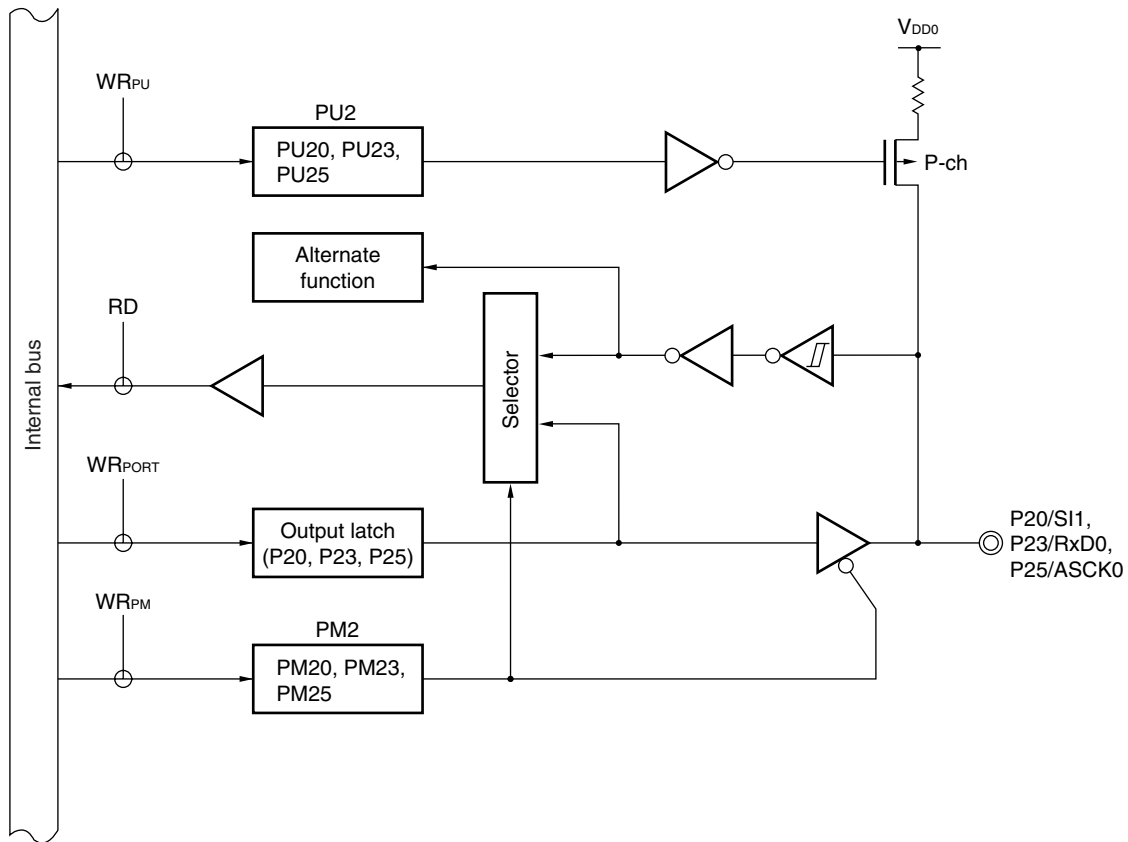 VDD0
WRPU
PU2
PU20, PU23,
PU25
P-ch
Alternate
function
RD
Selector
Internal bus
WRPORT
Output latch
(P20, P23, P25)
P20/SI1,
P23/RxD0,
P25/ASCK0
WRPM
PM2
PM20, PM23,
PM25